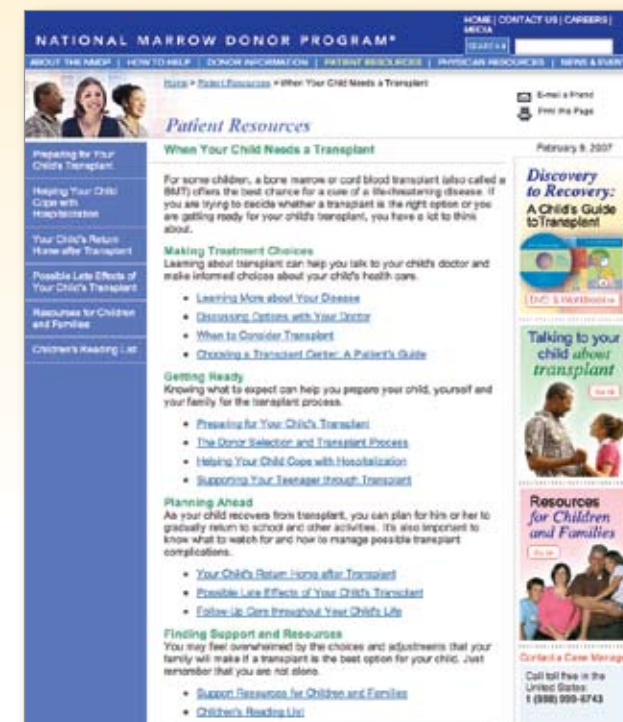 HOME | CONTACT US | CAREERS |
MEDIA
NATIONAL MARROW DONOR PROGRAM®
SEARCH
ABOUT THE NMDP | HOW TO HELP | DONOR INFORMATION | PATIENT RESOURCES | PHYSICIAN RESOURCES | NEWS & EVEN
Home > Patient Resources > When Your Child Needs a Transplant
E-mail a Friend
Print this Page
Patient Resources
Preparing for Your
Child's Transplant
Helping Your Child
Cope with
Hospitalization
Your Child's Return
Home after Transplant
Possible Late Effects of
Your Child's Transplant
Resources for Children
and Families
Children's Reading List
When Your Child Needs a Transplant
For some children, a bone marrow or cord blood transplant (also called a
BMT) offers the best chance for a cure of a life-threatening disease. If
you are trying to decide whether a transplant is the right option or you
are getting ready for your child's transplant, you have a lot to think
about.
Making Treatment Choices
Learning about transplant can help you talk to your child's doctor and
make informed choices about your child's health care.
• Learning More about Your Disease
• Discussing Options with Your Doctor
• When to Consider Transplant
• Choosing a Transplant Center: A Patient's Guide
Getting Ready
Knowing what to expect can help you prepare your child, yourself and
your family for the transplant process.
• Preparing for Your Child's Transplant
• The Donor Selection and Transplant Process
• Helping Your Child Cope with Hospitalization
• Supporting Your Teenager through Transplant
Planning Ahead
As your child recovers from transplant, you can plan for him or her to
gradually return to school and other activities. It's also important to
know what to watch for and how to manage possible transplant
complications.
• Your Child's Return Home after Transplant
• Possible Late Effects of Your Child's Transplant
• Follow-Up Care throughout Your Child's Life
Finding Support and Resources
You may feel overwhelmed by the choices and adjustments that your
family will make if a transplant is the best option for your child. Just
remember that you are not alone.
• Support Resources for Children and Families
• Children's Reading List
February 9, 2007
Discovery
to Recovery:
A Child's Guide
to Transplant
DVD & Workbook
Talking to your
child about
transplant
Go
Resources
for Children
and Families
Go
Contact a Case Manag
Call toll free in the
United States:
1 (888) 999-6743